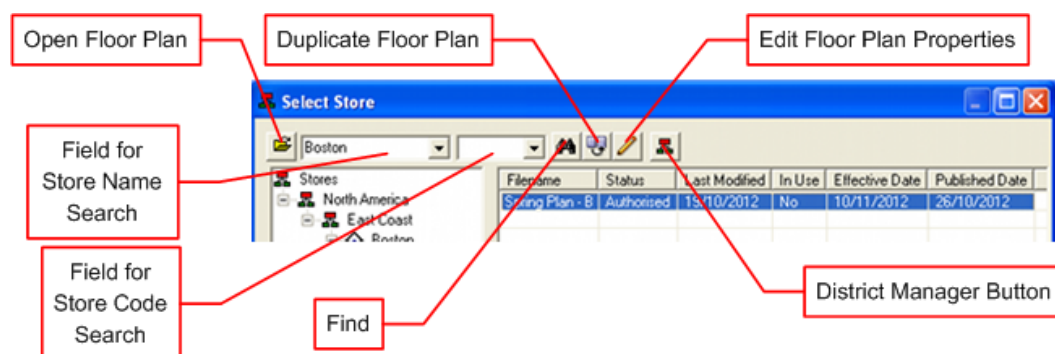 Open Floor Plan
Duplicate Floor Plan
Edit Floor Plan Properties
Select Store
Field for
Store Name
Search
Boston
Stores
North America
East Coast
Boston
Filename Status Last Modified In Use Effective Date Published Date
Spring Plan - B Authorised 19/10/2012 No 10/11/2012 26/10/2012
Field for
Store Code
Search
Find
District Manager Button